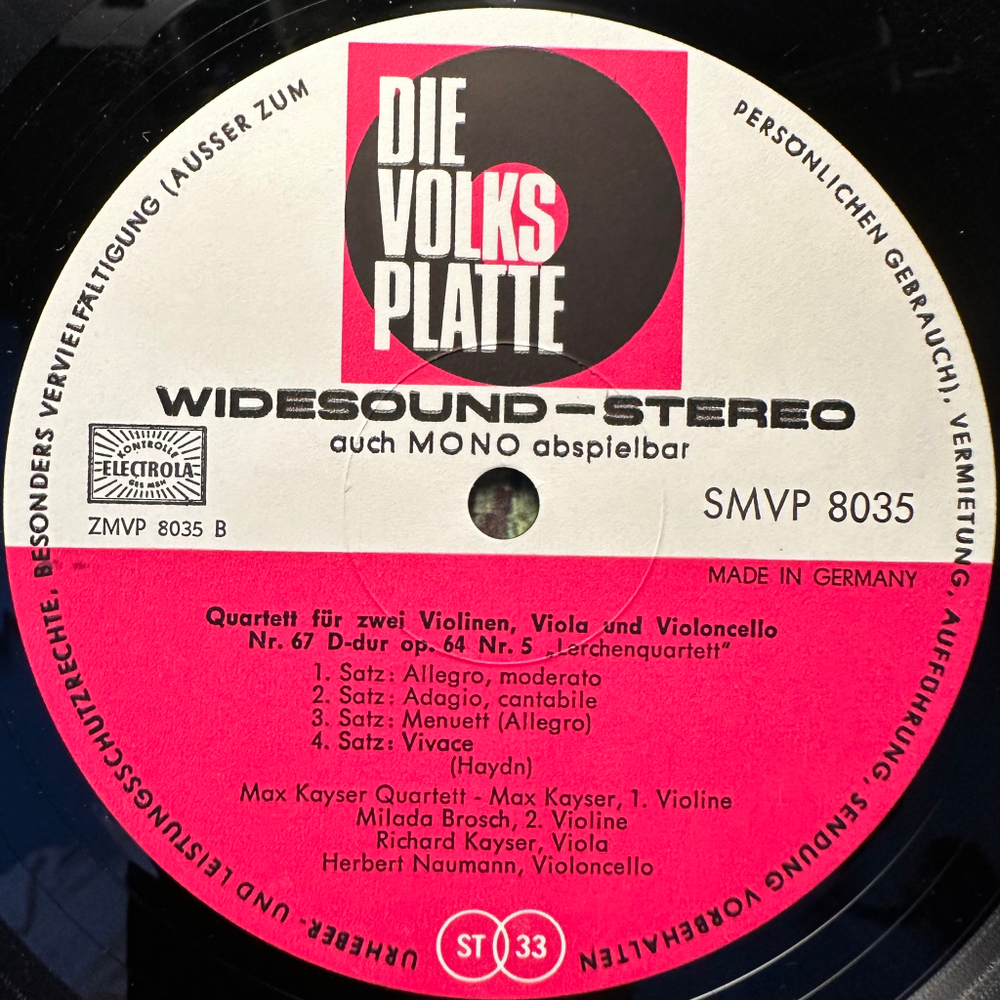 DIE
VOLKS
PLATTE
WIDESOUND – STEREO
auch MONO abspielbar
KONTROLLE
ELECTROLA
GES MBH
ZMVP 8035 B
SMVP 8035
MADE IN GERMANY
Quartett für zwei Violinen, Viola und Violoncello
Nr. 67 D-dur op. 64 Nr. 5 „Lerchenquartett"
1. Satz: Allegro, moderato
2. Satz: Adagio, cantabile
3. Satz: Menuett (Allegro)
4. Satz: Vivace
(Haydn)
Max Kayser Quartett - Max Kayser, 1. Violine
Milada Brosch, 2. Violine
Richard Kayser, Viola
Herbert Naumann, Violoncello
ST 33
URHEBER- UND LEISTUNGSSCHUTZRECHTE, BESONDERS VERVIELFÄLTIGUNG (AUSSER ZUM PERSÖNLICHEN GEBRAUCH), VERMIETUNG, AUFFÜHRUNG, SENDUNG VORBEHALTEN